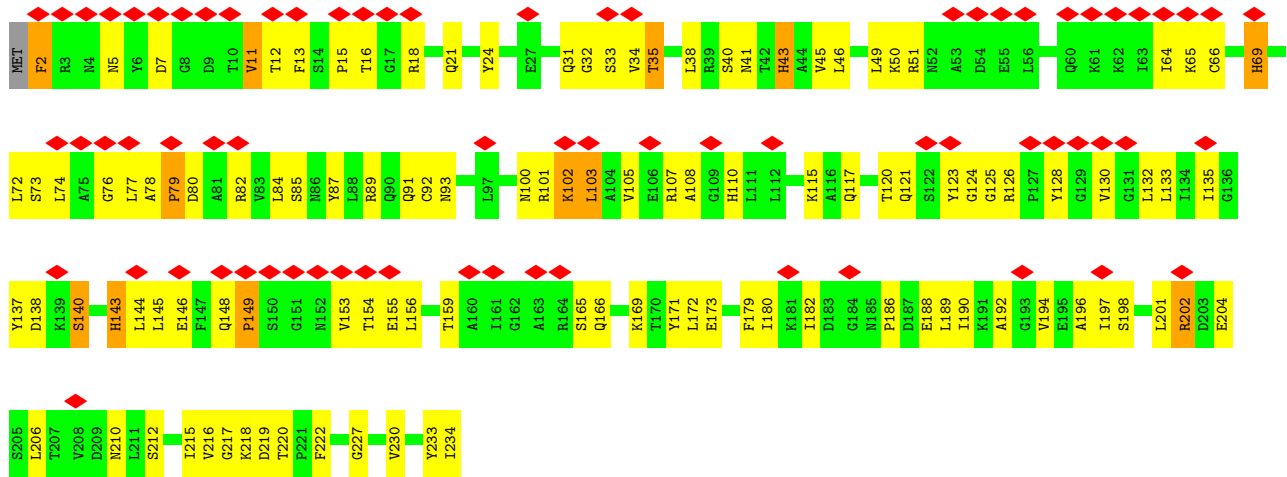 MET F2 R3 N4 N5 Y6 D7 G8 D9 T10 V11 T12 F13 S14 P15 T16 G17 R18 Q21 Y24 E27 Q31 G32 S33 V34 T35 L38 R39 S40 N41 T42 H43 A44 V45 L46 L49 K50 R51 N52 A53 D54 E55 L56 Q60 K61 K62 I63 I64 K65 C66 H69
L72 S73 L74 A75 G76 L77 A78 P79 D80 A81 R82 V83 L84 S85 N86 Y87 L88 R89 Q90 Q91 C92 N93 L97 N100 R101 K102 L103 A104 V105 E106 R107 A108 G109 H110 L111 L112 K115 A116 Q117 T120 Q121 S122 Y123 G124 G125 R126 P127 Y128 G129 V130 G131 L132 L133 I134 I135 G136
Y137 D138 K139 S140 H143 L144 L145 E146 F147 Q148 P149 S150 G151 N152 V153 T154 E155 L156 T159 A160 I161 G162 A163 R164 S165 Q166 K169 T170 Y171 L172 E173 F179 I180 K181 I182 D183 G184 N185 P186 D187 E188 L189 I190 K191 A192 G193 V194 E195 A196 I197 S198 L201 R202 D203 E204
S205 L206 T207 V208 D209 N210 L211 S212 I215 V216 G217 K218 D219 T220 P221 F222 G227 V230 Y233 I234